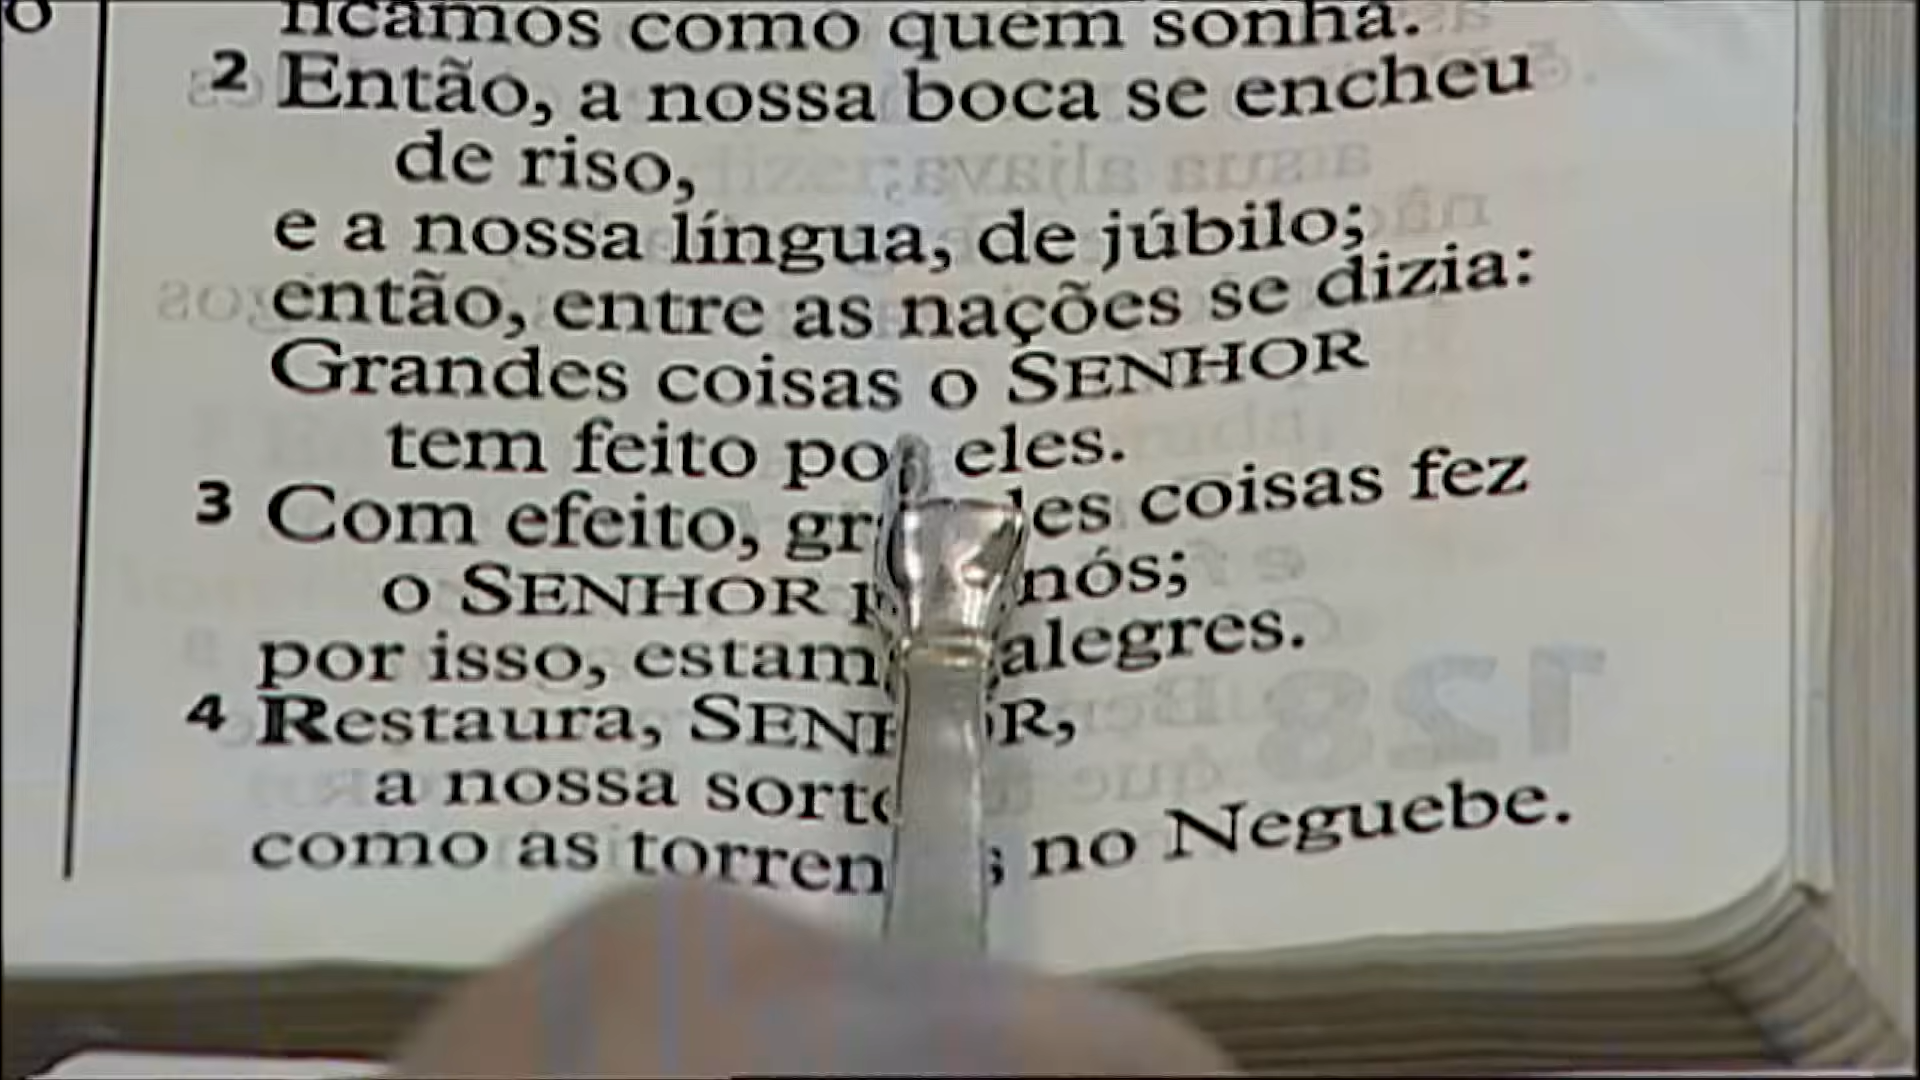 ficamos como quem sonha.
2 Então, a nossa boca se encheu
de riso,
e a nossa língua, de júbilo;
então, entre as nações se dizia:
Grandes coisas o SENHOR
tem feito por eles.
3 Com efeito, grandes coisas fez
o SENHOR por nós;
por isso, estamos alegres.
4 Restaura, SENHOR,
a nossa sorte
como as torrentes no Neguebe.